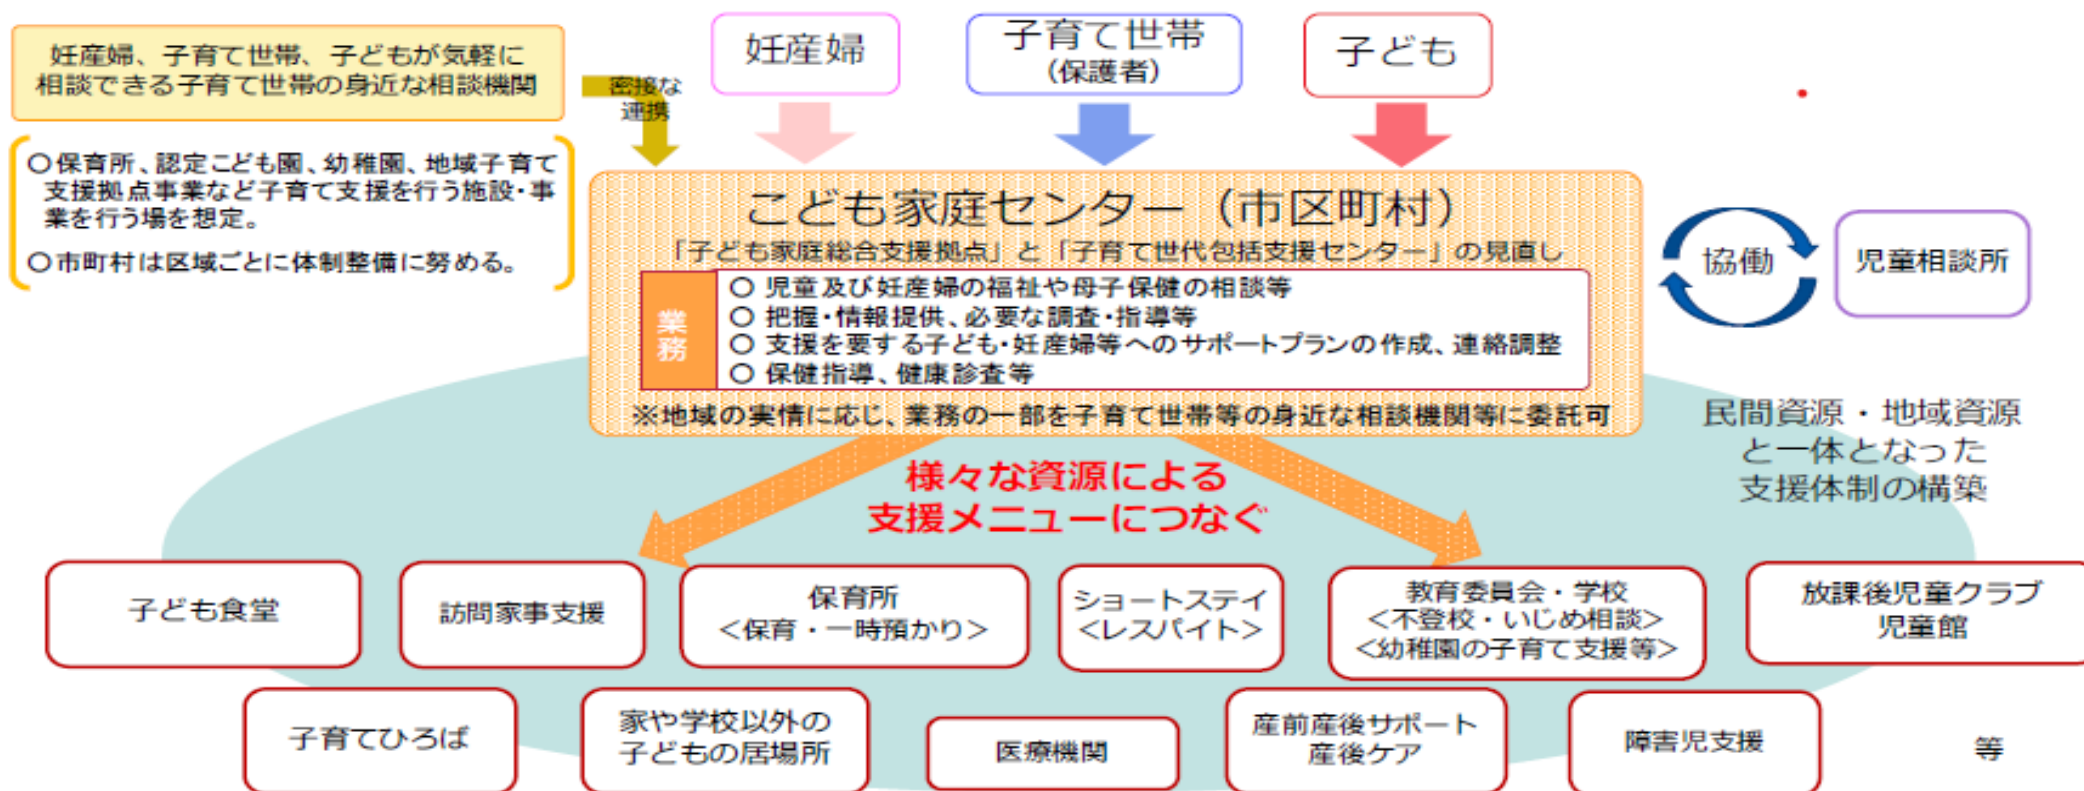 妊産婦、子育て世帯、子どもが気軽に
相談できる子育て世帯の身近な相談機関
密接な
連携
妊産婦
子育て世帯
(保護者)
子ども
○保育所、認定こども園、幼稚園、地域子育て
支援拠点事業など子育て支援を行う施設・事
業を行う場を想定。
○市町村は区域ごとに体制整備に努める。
こども家庭センター（市区町村）
「子ども家庭総合支援拠点」と「子育て世代包括支援センター」の見直し
業務
○ 児童及び妊産婦の福祉や母子保健の相談等
○ 把握・情報提供、必要な調査・指導等
○ 支援を要する子ども・妊産婦等へのサポートプランの作成、連絡調整
○ 保健指導、健康診査等
※地域の実情に応じ、業務の一部を子育て世帯等の身近な相談機関等に委託可
協働
児童相談所
民間資源・地域資源
と一体となった
支援体制の構築
様々な資源による
支援メニューにつなぐ
子ども食堂
訪問家事支援
保育所
＜保育・一時預かり＞
ショートステイ
＜レスパイト＞
教育委員会・学校
＜不登校・いじめ相談＞
＜幼稚園の子育て支援等＞
放課後児童クラブ
児童館
子育てひろば
家や学校以外の
子どもの居場所
医療機関
産前産後サポート
産後ケア
障害児支援
等